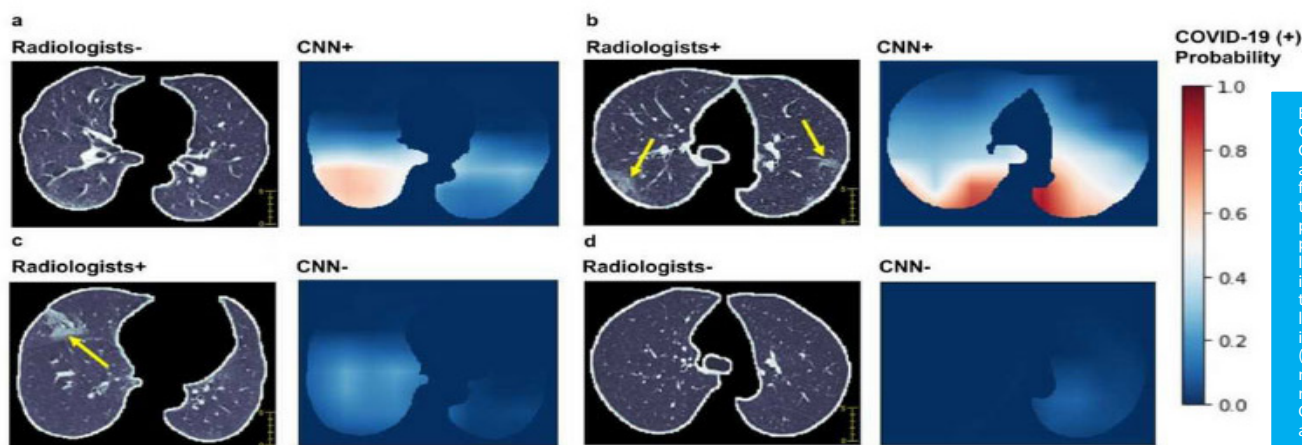 a
Radiologists-
CNN+
b
Radiologists+
CNN+
COVID-19 (+)
Probability
1.0
0.8
0.6
0.4
0.2
0.0
c
Radiologists+
CNN-
d
Radiologists-
CNN-